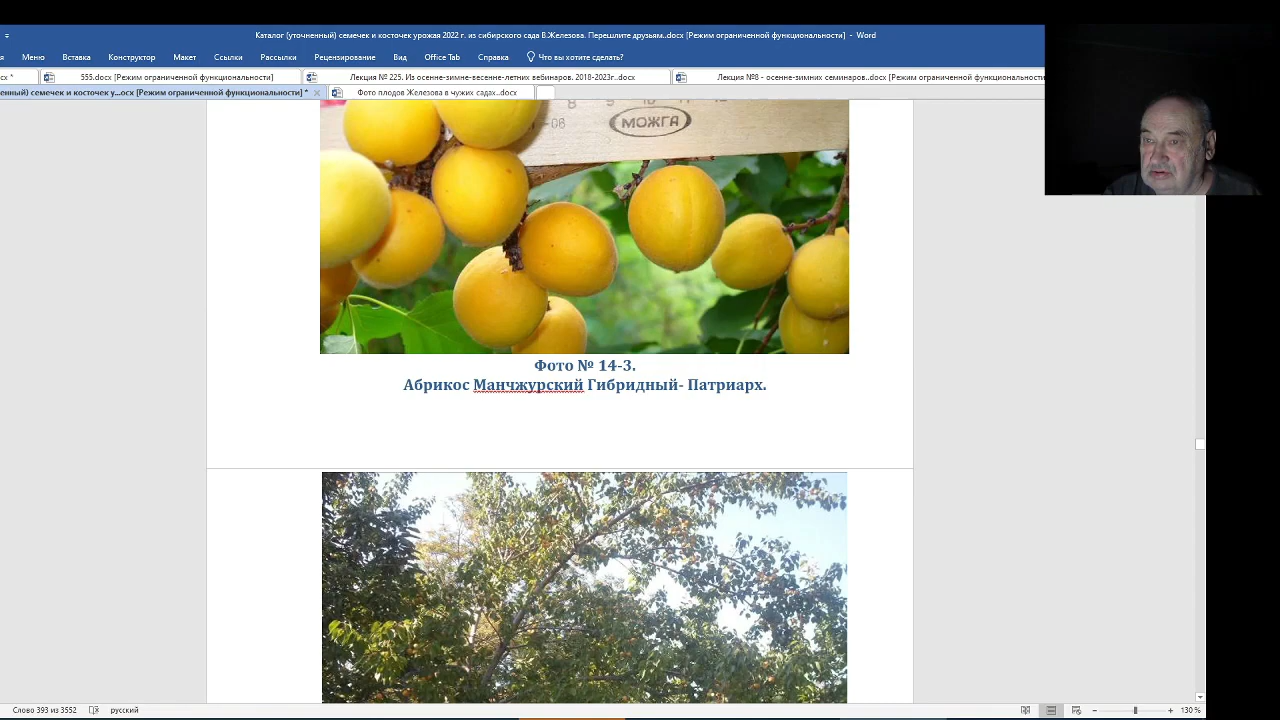 Каталог (уточненный) семечек и косточек урожая 2022 г. из сибирского сада В.Железова. Перешлите друзьям..docx [Режим ограниченной функциональности] - Word
Меню Вставка Конструктор Макет Ссылки Рассылки Рецензирование Вид Office Tab Справка Что вы хотите сделать?
cx * 555.docx [Режим ограниченной функциональности] Лекция № 225. Из осенне-зимне-весенне-летних вебинаров. 2018-2023г..docx Лекция №8 - осенне-зимних семинаров..docx [Режим ограниченной функциональности
енный) семечек и косточек у...ocx [Режим ограниченной функциональности] * Фото плодов Железова в чужих садах..docx
МОЖГА
Фото № 14-3.
Абрикос Манчжурский Гибридный- Патриарх.
Слово 393 из 3552 русский 130 %